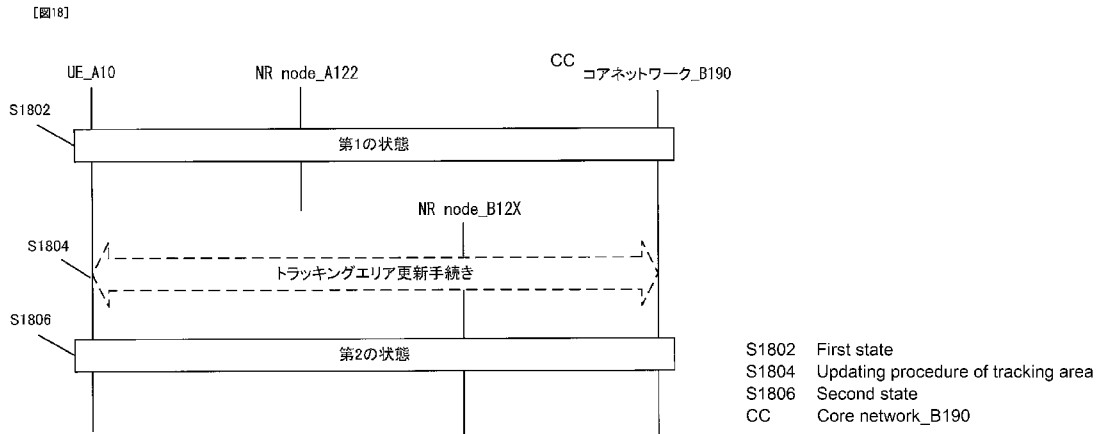 [図18]
UE_A10
NR node_A122
CC
コアネットワーク_B190
S1802
第1の状態
NR node_B12X
S1804
トラッキングエリア更新手続き
S1806
第2の状態
S1802 First state
S1804 Updating procedure of tracking area
S1806 Second state
CC Core network_B190